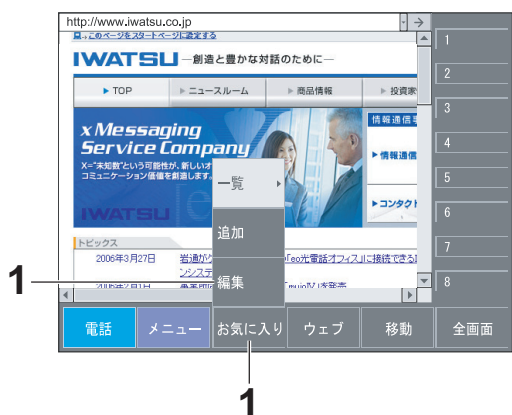 http://www.iwatsu.co.jp
このページをスタートページに設定する
IWATSU ―創造と豊かな対話のために―
TOP
ニュースルーム
商品情報
投資家
x Messaging
Service Company
X="未知数"という可能性が、新しいオ
コミュニケーション価値を創造します。
IWATSU
情報通信
情報通信
コンタクト
トピックス
2006年3月27日
「eo光電話オフィス」に接続できる
ンシステ
一覧
追加
編集
電話
メニュー
お気に入り
ウェブ
移動
全画面
1
2
3
4
5
6
7
8
1
1